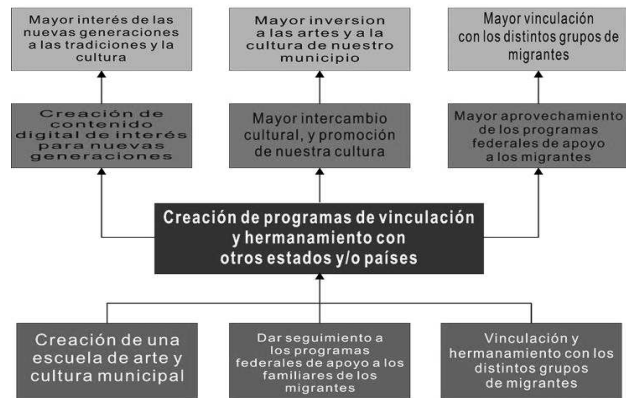 Mayor interés de las
nuevas generaciones
a las tradiciones y la
cultura
Mayor inversion
a las artes y a la
cultura de nuestro
municipio
Mayor vinculación
con los distintos grupos de
migrantes
Creación de
contenido
digital de interés
para nuevas
generaciones
Mayor intercambio
cultural, y promoción
de nuestra cultura
Mayor aprovechamiento
de los programas
federales de apoyo
a los migrantes
Creación de programas de vinculación
y hermanamiento con
otros estados y/o países
Creación de una
escuela de arte y
cultura municipal
Dar seguimiento a
los programas
federales de apoyo a los
familiares de los
migrantes
Vinculación y
hermanamiento con los
distintos grupos
de migrantes